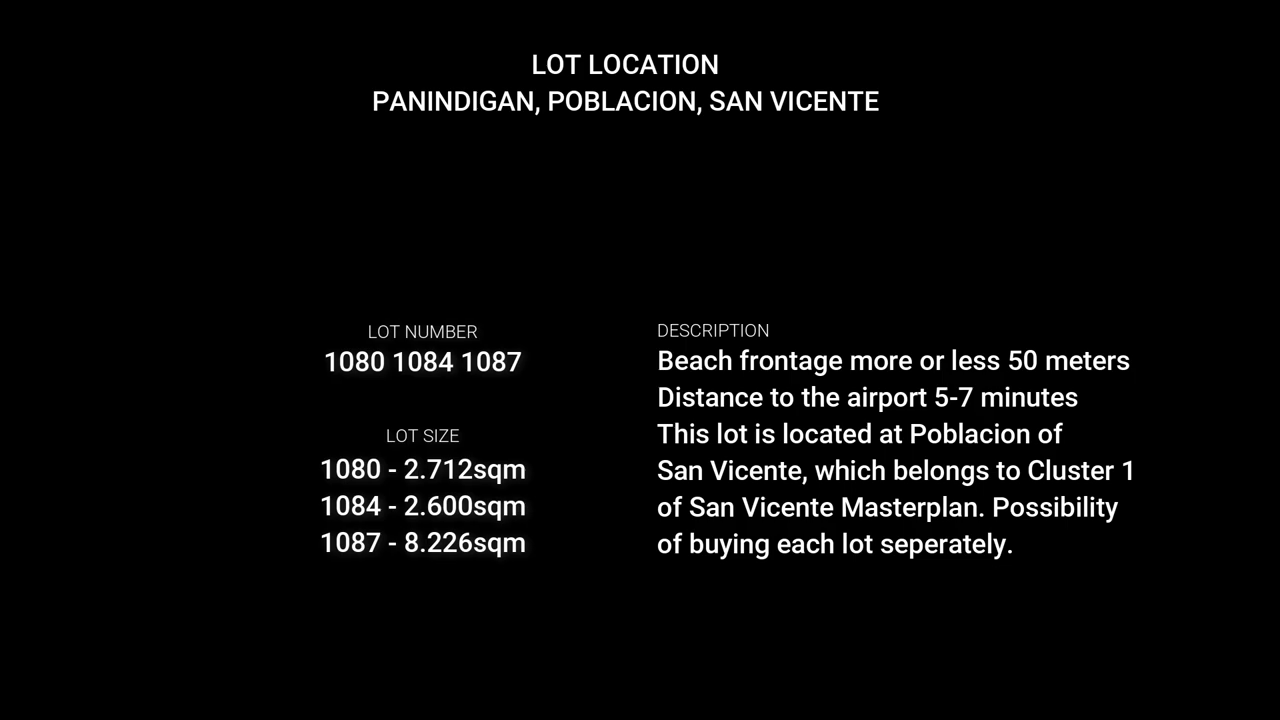 LOT LOCATION
PANINDIGAN, POBLACION, SAN VICENTE
LOT NUMBER
1080 1084 1087
LOT SIZE
1080 - 2.712sqm
1084 - 2.600sqm
1087 - 8.226sqm
DESCRIPTION
Beach frontage more or less 50 meters
Distance to the airport 5-7 minutes
This lot is located at Poblacion of
San Vicente, which belongs to Cluster 1
of San Vicente Masterplan. Possibility
of buying each lot seperately.